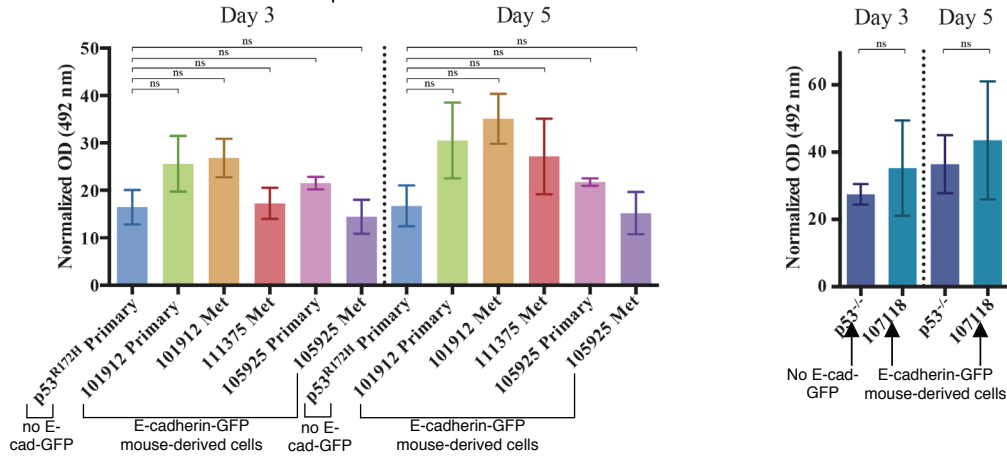 Day 3
Day 5
Day 3
Day 5
ns
ns
ns
ns
ns
ns
ns
ns
ns
ns
ns
ns
Normalized OD (492 nm)
50
40
30
20
10
0
p53R172H Primary
101912 Primary
101912 Met
111375 Met
105925 Primary
105925 Met
p53R172H Primary
101912 Primary
101912 Met
111375 Met
105925 Primary
105925 Met
no E-
cad-GFP
E-cadherin-GFP
mouse-derived cells
no E-
cad-GFP
E-cadherin-GFP
mouse-derived cells
Normalized OD (492 nm)
60
40
20
0
p53-/-
107118
p53-/-
107118
No E-cad-
GFP
E-cadherin-GFP
mouse-derived cells